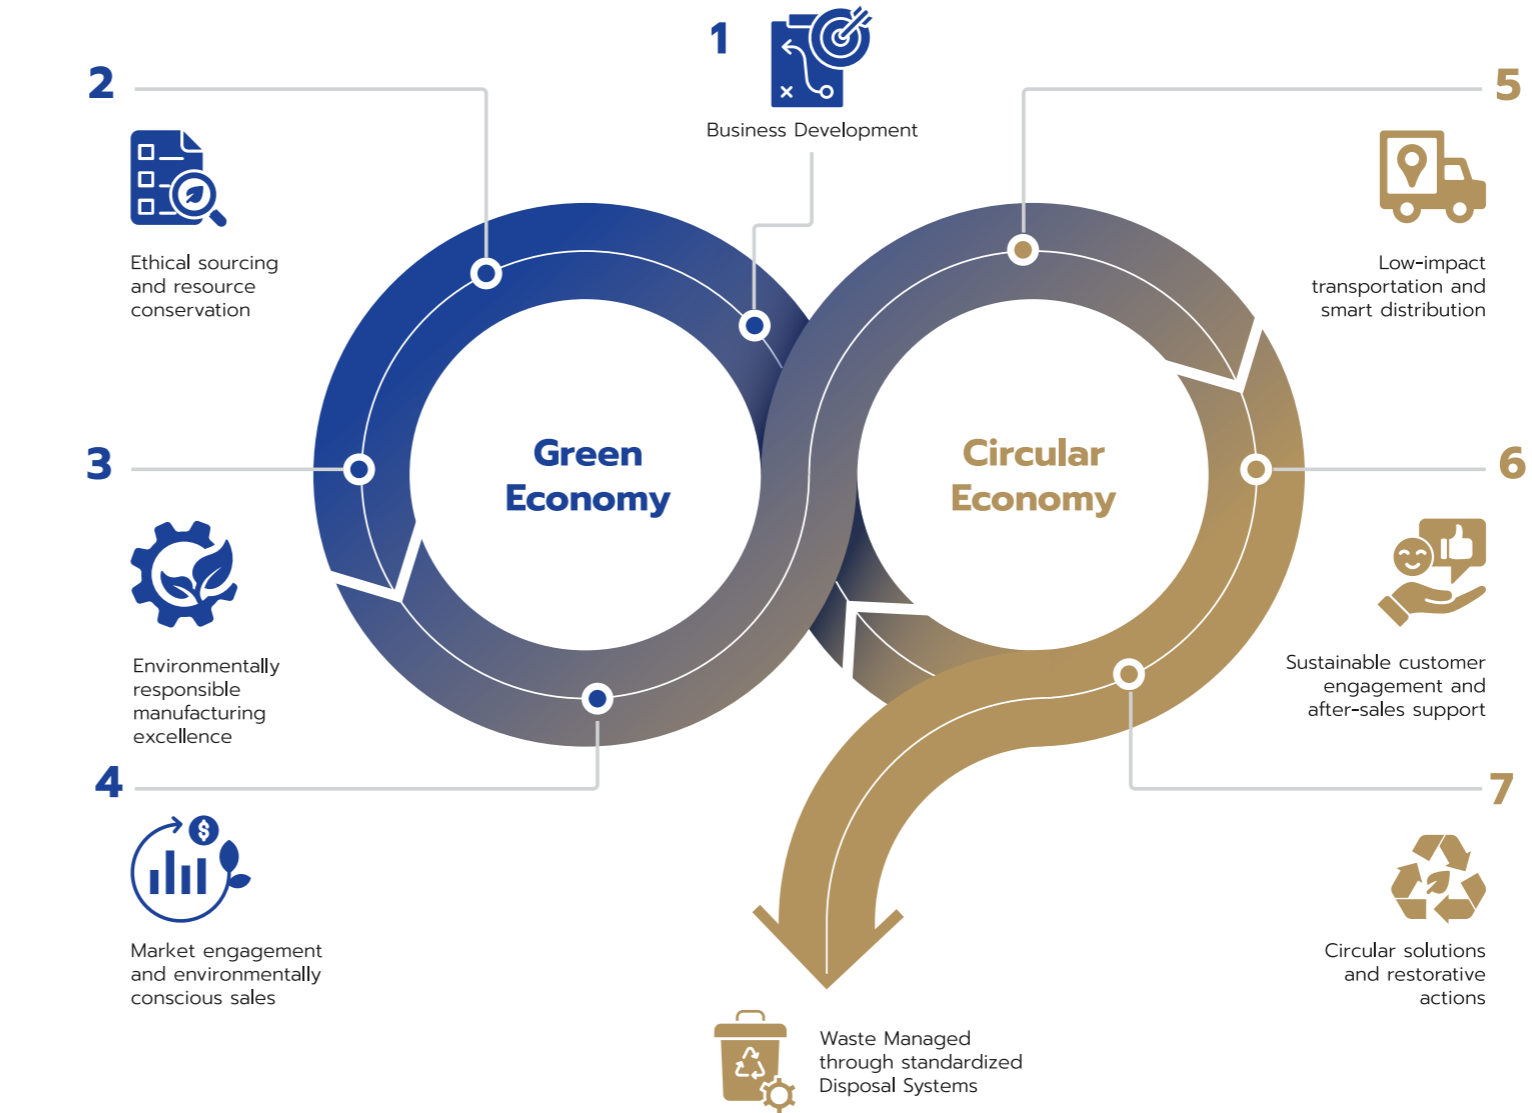 1
Business Development
2
Ethical sourcing
and resource
conservation
3
Environmentally
responsible
manufacturing
excellence
4
$
Market engagement
and environmentally
conscious sales
Green
Economy
Circular
Economy
5
Low-impact
transportation and
smart distribution
6
Sustainable customer
engagement and
after-sales support
7
Circular solutions
and restorative
actions
Waste Managed
through standardized
Disposal Systems